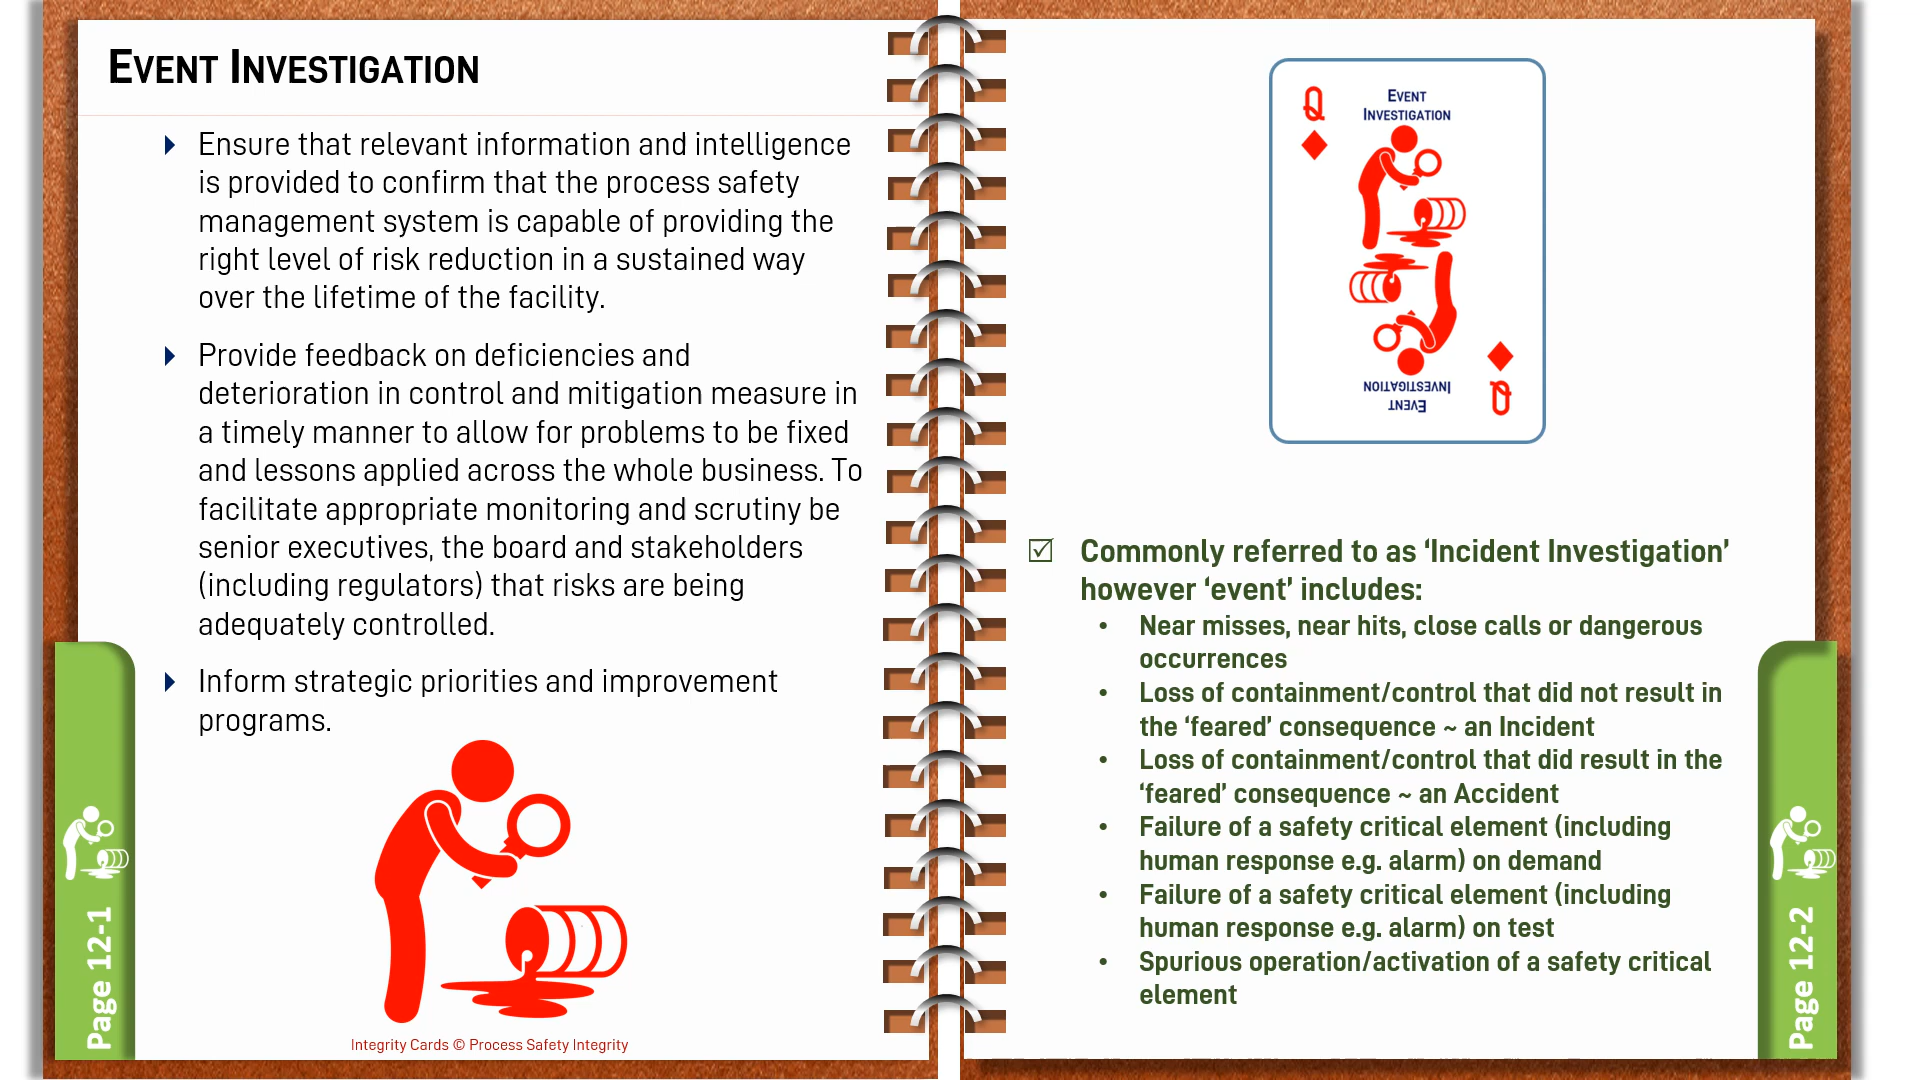 EVENT INVESTIGATION
Ensure that relevant information and intelligence
is provided to confirm that the process safety
management system is capable of providing the
right level of risk reduction in a sustained way
over the lifetime of the facility.
Provide feedback on deficiencies and
deterioration in control and mitigation measure in
a timely manner to allow for problems to be fixed
and lessons applied across the whole business. To
facilitate appropriate monitoring and scrutiny be
senior executives, the board and stakeholders
(including regulators) that risks are being
adequately controlled.
Inform strategic priorities and improvement
programs.
Integrity Cards © Process Safety Integrity
Page 12-1
Q
EVENT
INVESTIGATION
EVENT
INVESTIGATION
Q
Commonly referred to as ‘Incident Investigation’
however ‘event’ includes:
• Near misses, near hits, close calls or dangerous
occurrences
• Loss of containment/control that did not result in
the ‘feared’ consequence ~ an Incident
• Loss of containment/control that did result in the
‘feared’ consequence ~ an Accident
• Failure of a safety critical element (including
human response e.g. alarm) on demand
• Failure of a safety critical element (including
human response e.g. alarm) on test
• Spurious operation/activation of a safety critical
element
Page 12-2